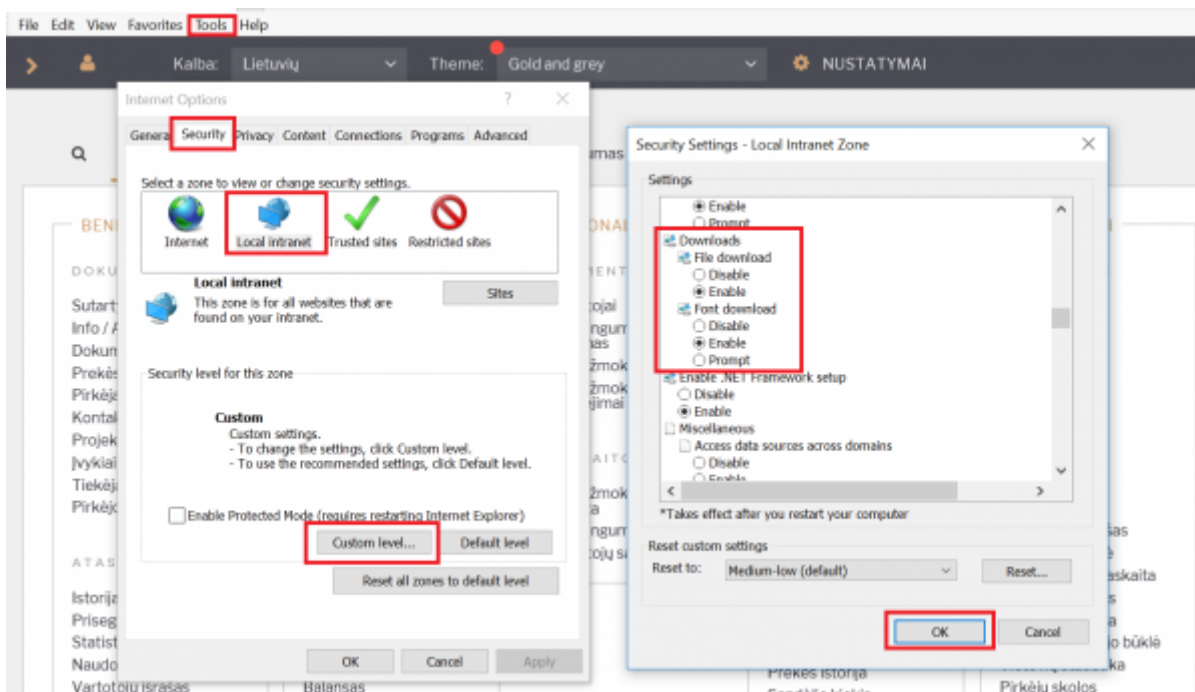 File Edit View Favorites Tools Help
Kalba: Lietuvių Theme: Gold and grey NUSTATYMAI
Internet Options
General Security Privacy Content Connections Programs Advanced
Select a zone to view or change security settings.
Internet Local intranet Trusted sites Restricted sites
Local intranet
This zone is for all websites that are
found on your intranet.
Sites
Security level for this zone
Custom
Custom settings.
- To change the settings, click Custom level.
- To use the recommended settings, click Default level.
Enable Protected Mode (requires restarting Internet Explorer)
Custom level... Default level
Reset all zones to default level
OK Cancel Apply
Security Settings - Local Intranet Zone
Settings
Enable
Prompt
Downloads
File download
Disable
Enable
Font download
Disable
Enable
Prompt
Enable .NET Framework setup
Disable
Enable
Miscellaneous
Access data sources across domains
Disable
Enable
*Takes effect after you restart your computer
Reset custom settings
Reset to: Medium-low (default) Reset...
OK Cancel
BEN
DOKU
Sutart
Info / A
Dokum
Prekės
Pirkėja
Kontak
Projek
Įvykiai
Tiekėj
Pirkėjo
ATAS
Istorija
Priseg
Statist
Naudo
Vartotojų išrašas
Balansas
Prekės istorija
Pirkėjų skolos